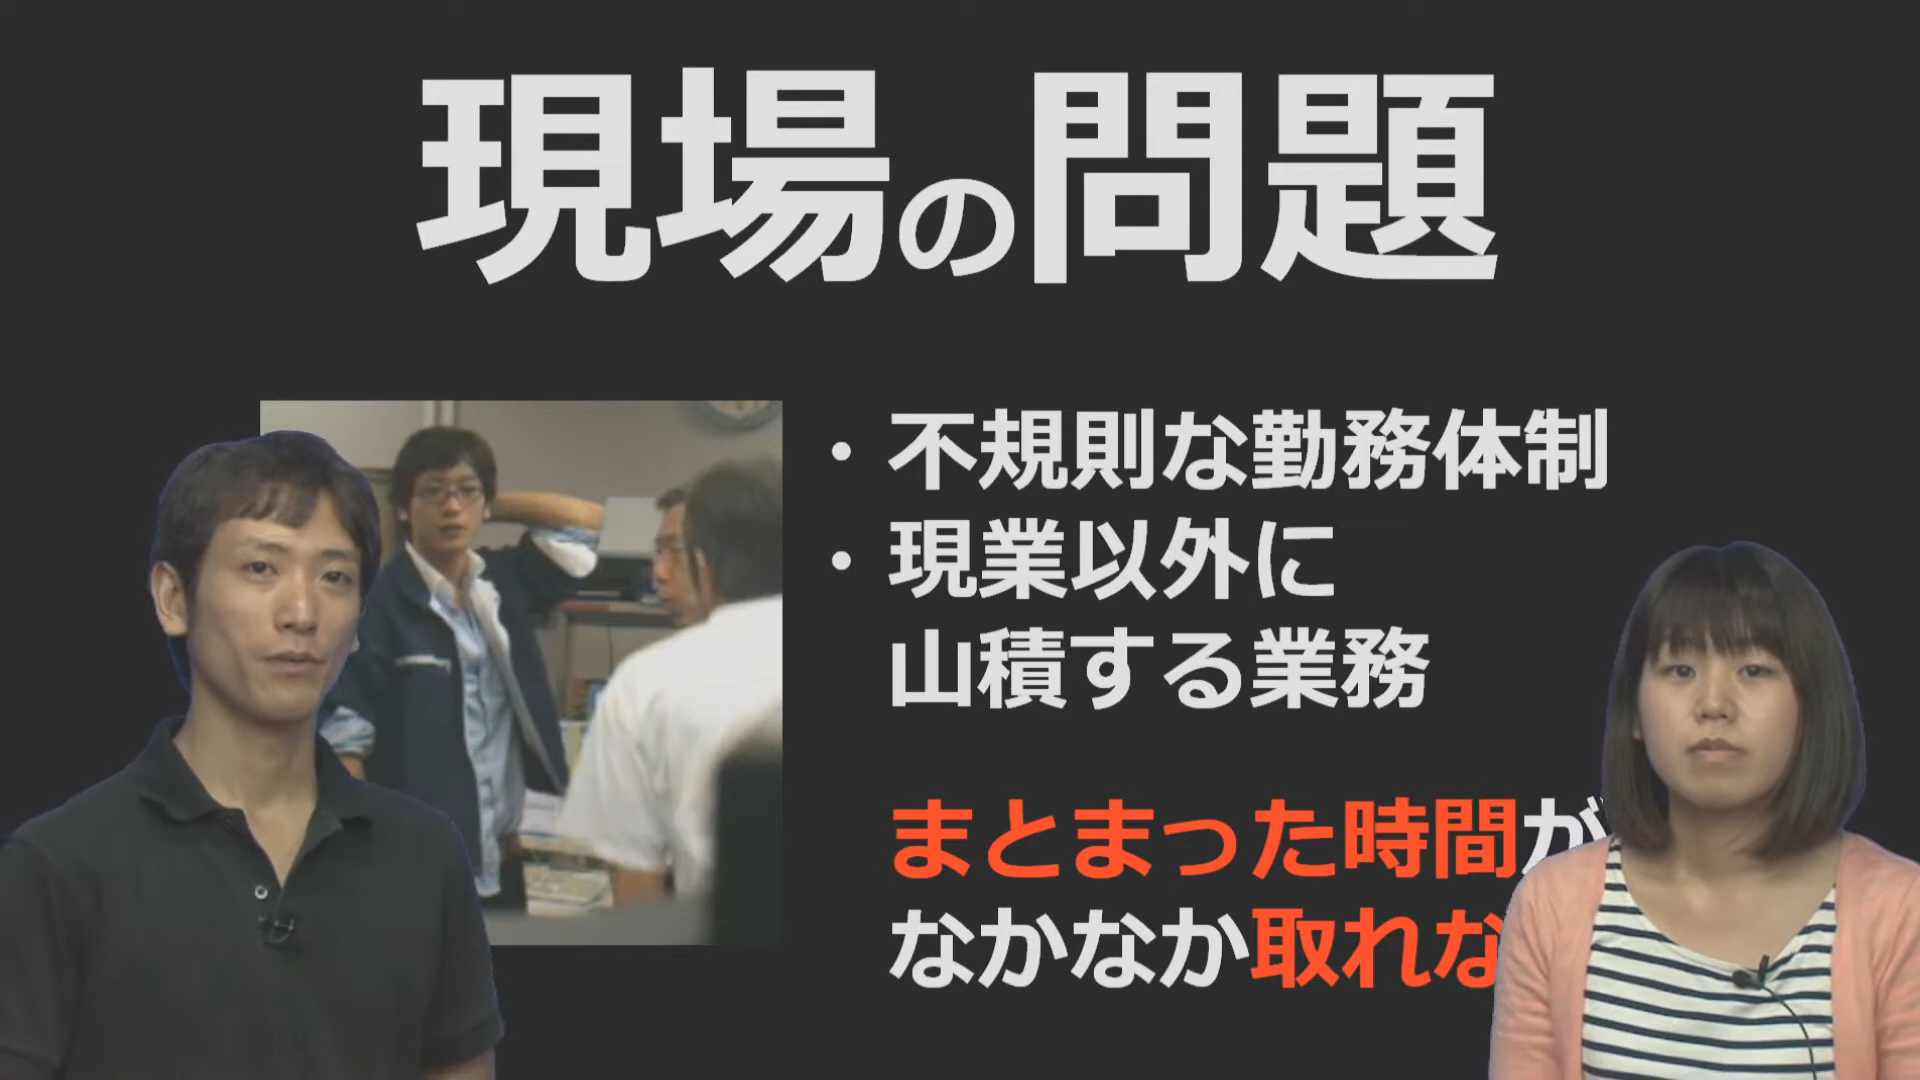 現場の問題
・不規則な勤務体制
・現業以外に
山積する業務
まとまった時間が
なかなか取れな